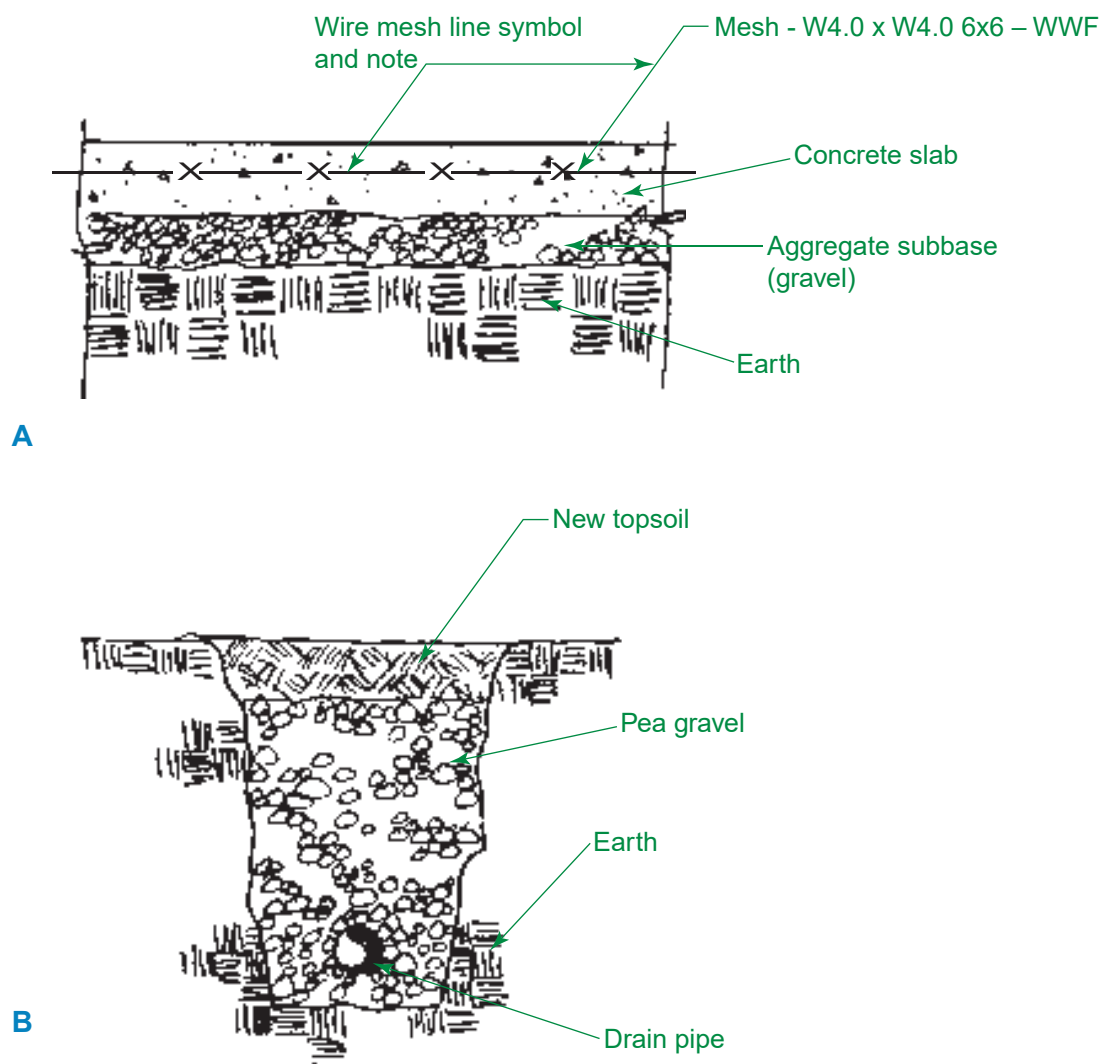 Wire mesh line symbol
and note
Mesh - W4.0 x W4.0 6x6 – WWF
Concrete slab
Aggregate subbase
(gravel)
Earth
A
New topsoil
Pea gravel
Earth
Drain pipe
B